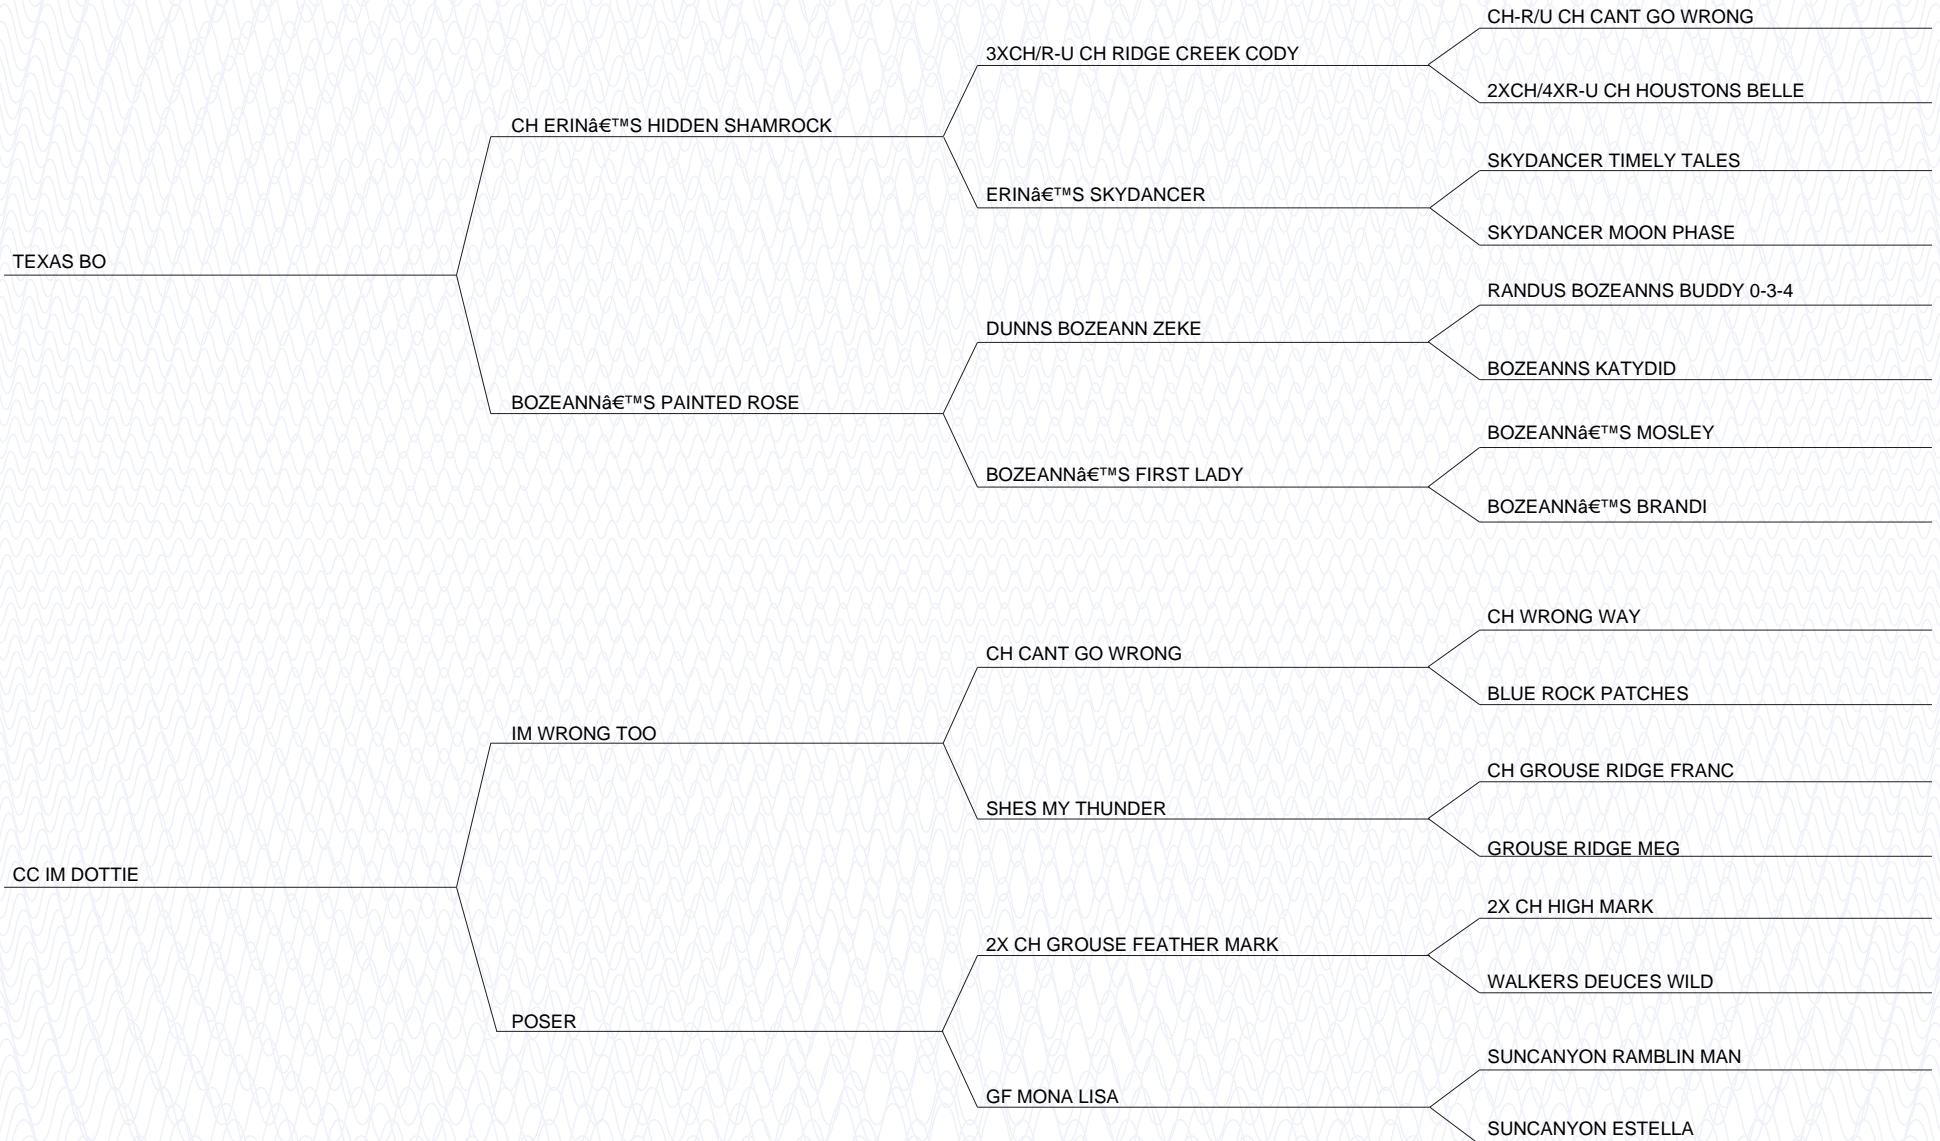 CH-R/U CH CANT GO WRONG
3XCH/R-U CH RIDGE CREEK CODY
2XCH/4XR-U CH HOUSTONS BELLE
CH ERINâ€™S HIDDEN SHAMROCK
SKYDANCER TIMELY TALES
ERINâ€™S SKYDANCER
SKYDANCER MOON PHASE
TEXAS BO
RANDUS BOZEANNS BUDDY 0-3-4
DUNNS BOZEANN ZEKE
BOZEANNS KATYDID
BOZEANNâ€™S PAINTED ROSE
BOZEANNâ€™S MOSLEY
BOZEANNâ€™S FIRST LADY
BOZEANNâ€™S BRANDI
CH WRONG WAY
CH CANT GO WRONG
BLUE ROCK PATCHES
IM WRONG TOO
CH GROUSE RIDGE FRANC
SHES MY THUNDER
GROUSE RIDGE MEG
CC IM DOTTIE
2X CH HIGH MARK
2X CH GROUSE FEATHER MARK
WALKERS DEUCES WILD
POSER
SUNCANYON RAMBLIN MAN
GF MONA LISA
SUNCANYON ESTELLA